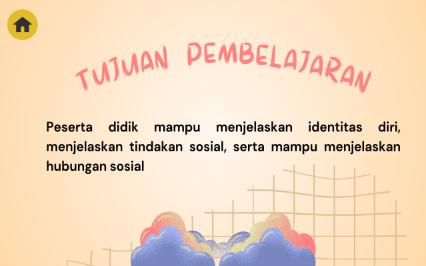 TUJUAN PEMBELAJARAN
Peserta didik mampu menjelaskan identitas diri,
menjelaskan tindakan sosial, serta mampu menjelaskan
hubungan sosial